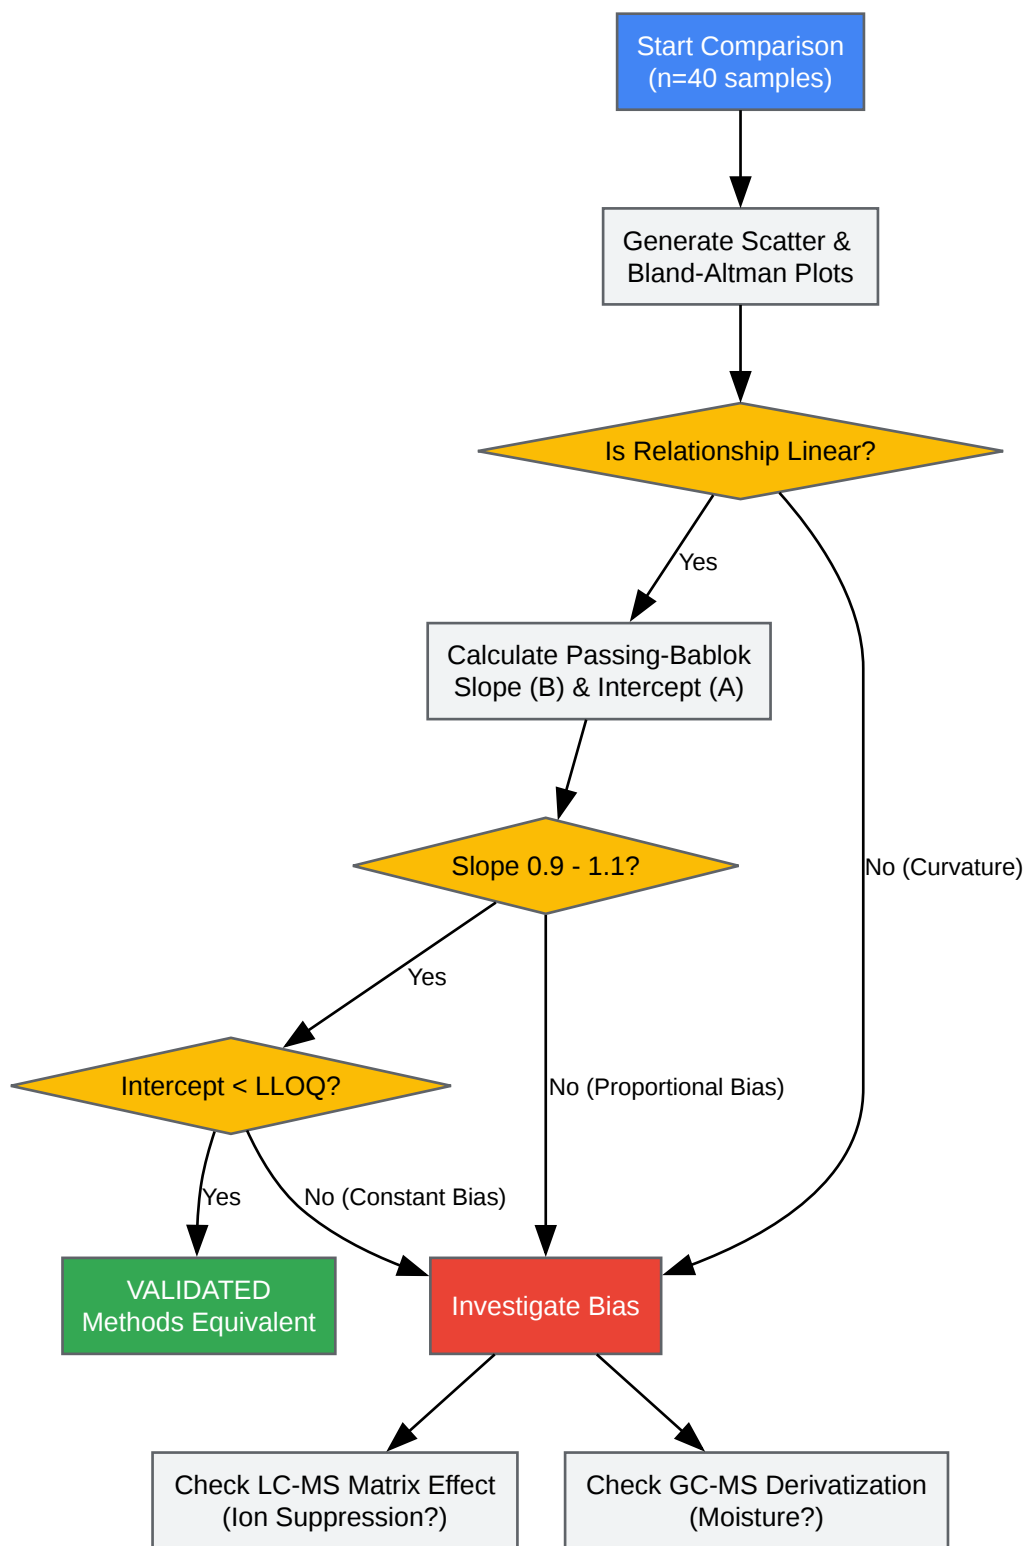 Start Comparison
(n=40 samples)
Generate Scatter &
Bland-Altman Plots
Is Relationship Linear?
Yes
Calculate Passing-Bablok
Slope (B) & Intercept (A)
Slope 0.9 - 1.1?
No (Curvature)
Yes
Intercept < LLOQ?
No (Proportional Bias)
Yes
No (Constant Bias)
VALIDATED
Methods Equivalent
Investigate Bias
Check LC-MS Matrix Effect
(Ion Suppression?)
Check GC-MS Derivatization
(Moisture?)